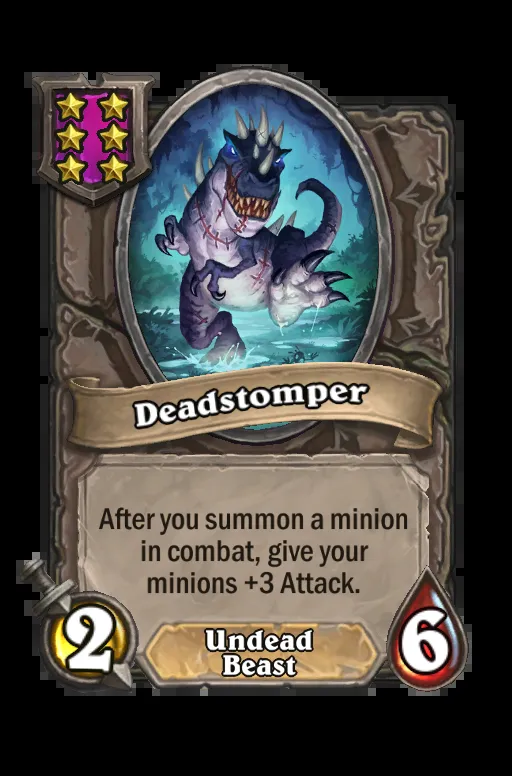 Deadstomper
After you summon a minion
in combat, give your
minions +3 Attack.
2
Undead
Beast
6